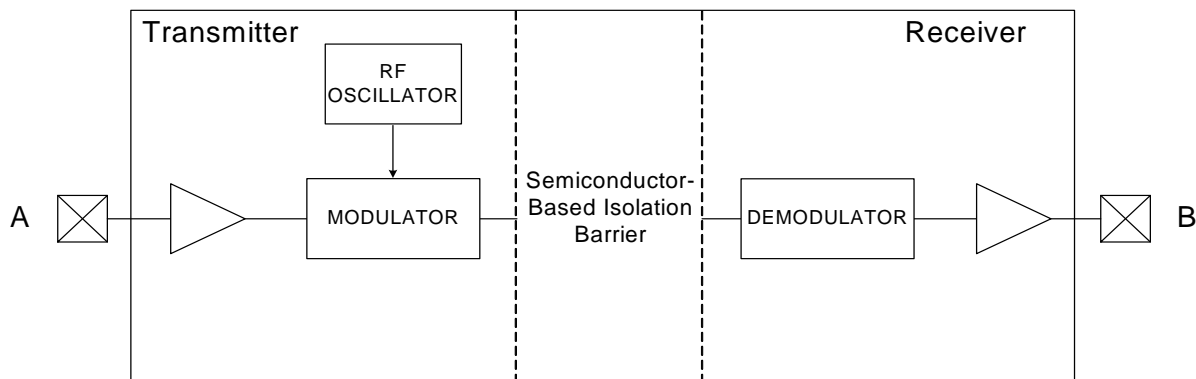 Transmitter
Receiver
RF
OSCILLATOR
A
MODULATOR
Semiconductor-
Based Isolation
Barrier
DEMODULATOR
B